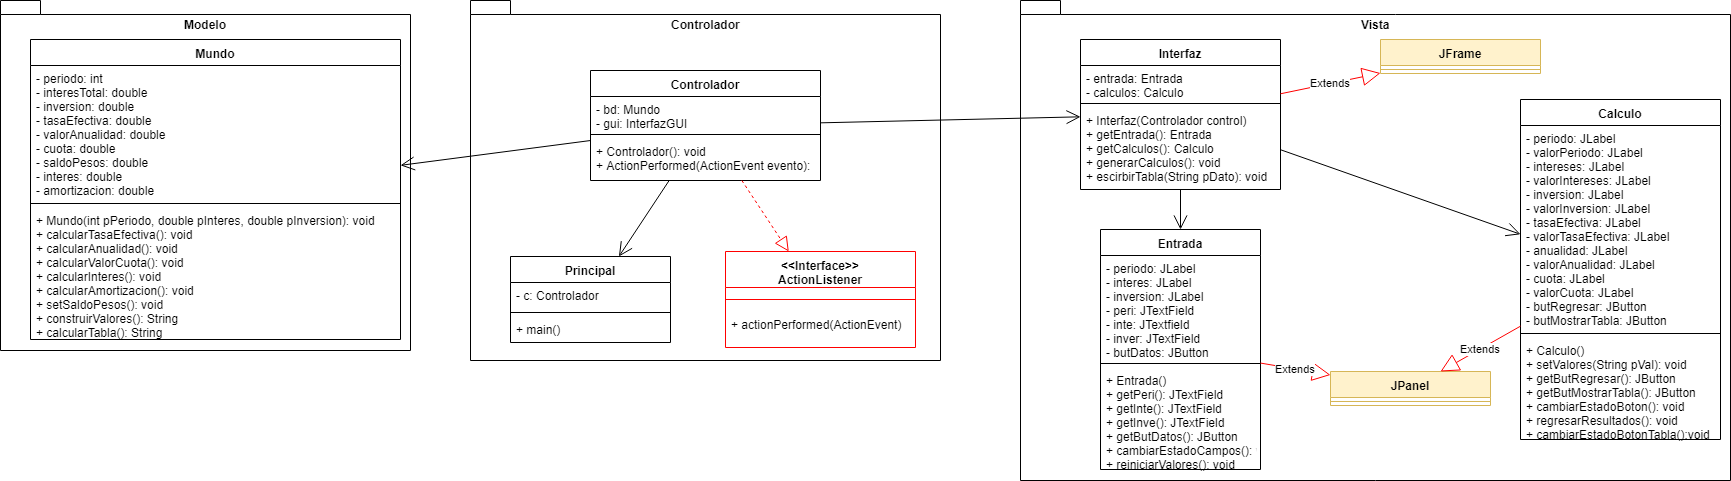 Modelo
Mundo
- periodo: int
- interesTotal: double
- inversion: double
- tasaEfectiva: double
- valorAnualidad: double
- cuota: double
- saldoPesos: double
- interes: double
- amortizacion: double
+ Mundo(int pPeriodo, double pInteres, double pInversion): void
+ calcularTasaEfectiva(): void
+ calcularAnualidad(): void
+ calcularValorCuota(): void
+ calcularInteres(): void
+ calcularAmortizacion(): void
+ setSaldoPesos(): void
+ construirValores(): String
+ calcularTabla(): String
Controlador
Controlador
- bd: Mundo
- gui: InterfazGUI
+ Controlador(): void
+ ActionPerformed(ActionEvent evento):
Principal
- c: Controlador
+ main()
<<Interface>>
ActionListener
+ actionPerformed(ActionEvent)
Vista
Interfaz
- entrada: Entrada
- calculos: Calculo
+ Interfaz(Controlador control)
+ getEntrada(): Entrada
+ getCalculos(): Calculo
+ generarCalculos(): void
+ escirbirTabla(String pDato): void
Extends
JFrame
Entrada
- periodo: JLabel
- interes: JLabel
- inversion: JLabel
- peri: JTextField
- inte: JTextfield
- inver: JTextField
- butDatos: JButton
+ Entrada()
+ getPeri(): JTextField
+ getInte(): JTextField
+ getInve(): JTextField
+ getButDatos(): JButton
+ cambiarEstadoCampos():
+ reiniciarValores(): void
Extends
JPanel
Extends
Calculo
- periodo: JLabel
- valorPeriodo: JLabel
- intereses: JLabel
- valorIntereses: JLabel
- inversion: JLabel
- valorInversion: JLabel
- tasaEfectiva: JLabel
- valorTasaEfectiva: JLabel
- anualidad: JLabel
- valorAnualidad: JLabel
- cuota: JLabel
- valorCuota: JLabel
- butRegresar: JButton
- butMostrarTabla: JButton
+ Calculo()
+ setValores(String pVal): void
+ getButRegresar(): JButton
+ getButMostrarTabla(): JButton
+ cambiarEstadoBoton(): void
+ regresarResultados(): void
+ cambiarEstadoBotonTabla():void